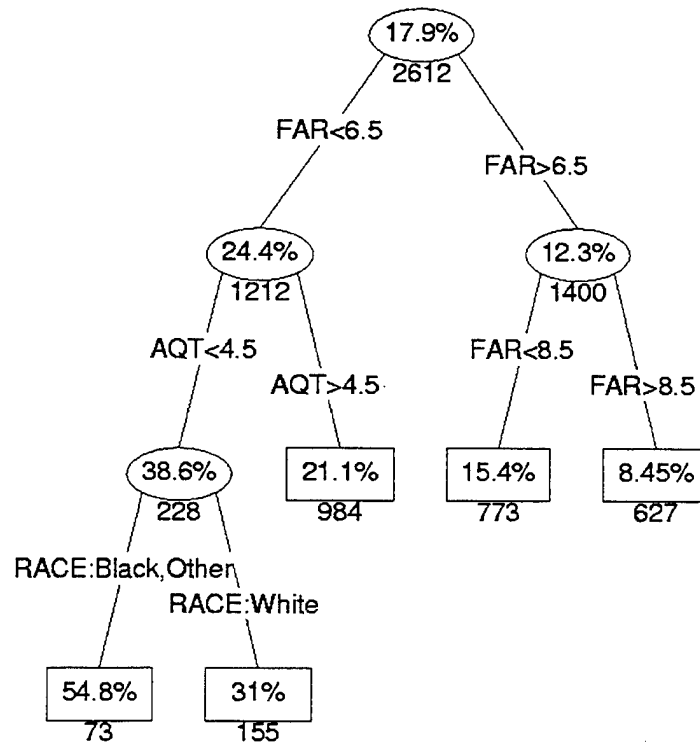 17.9%
2612
FAR<6.5
FAR>6.5
24.4%
1212
12.3%
1400
AQT<4.5
AQT>4.5
FAR<8.5
FAR>8.5
38.6%
228
21.1%
984
15.4%
773
8.45%
627
RACE:Black,Other
RACE:White
54.8%
73
31%
155